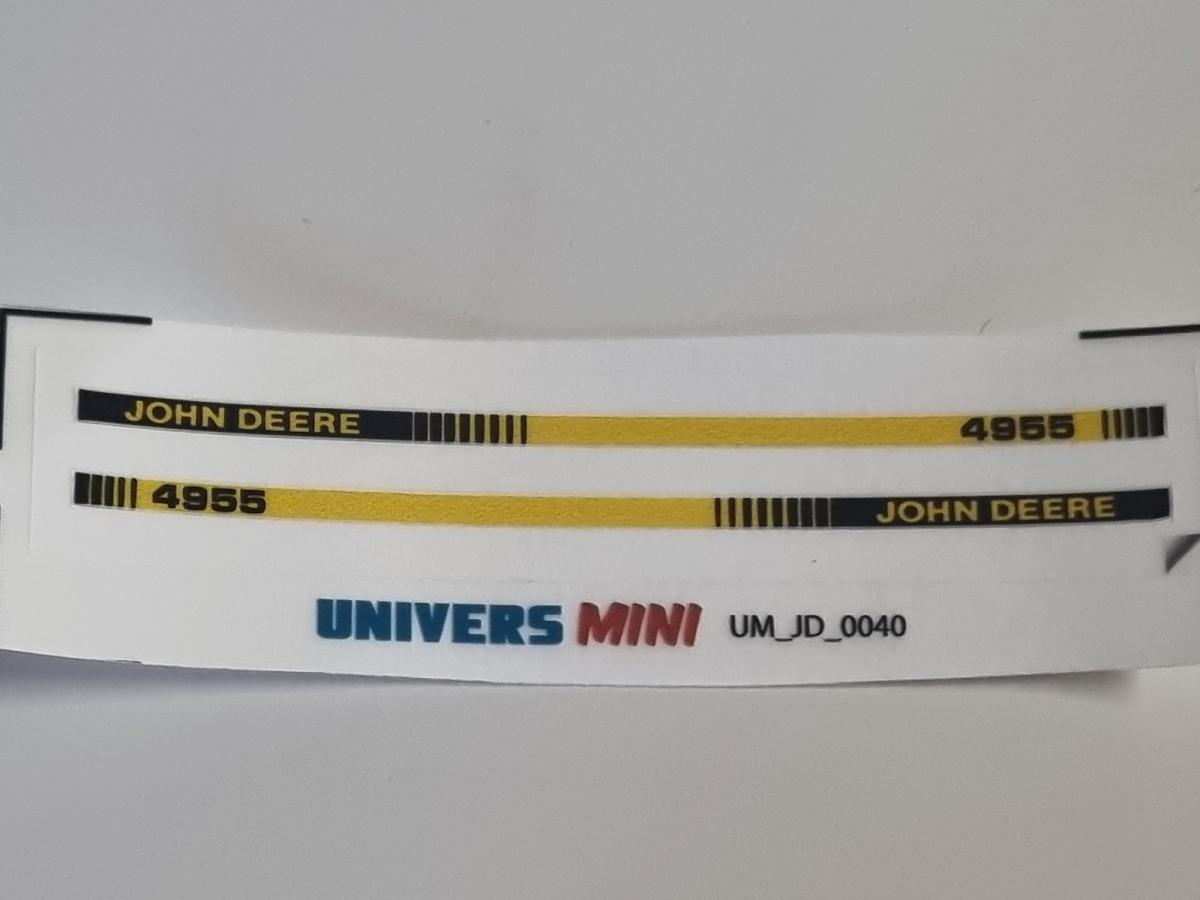 JOHN DEERE 4955
4955 JOHN DEERE
UNIVERS MINI UM_JD_0040